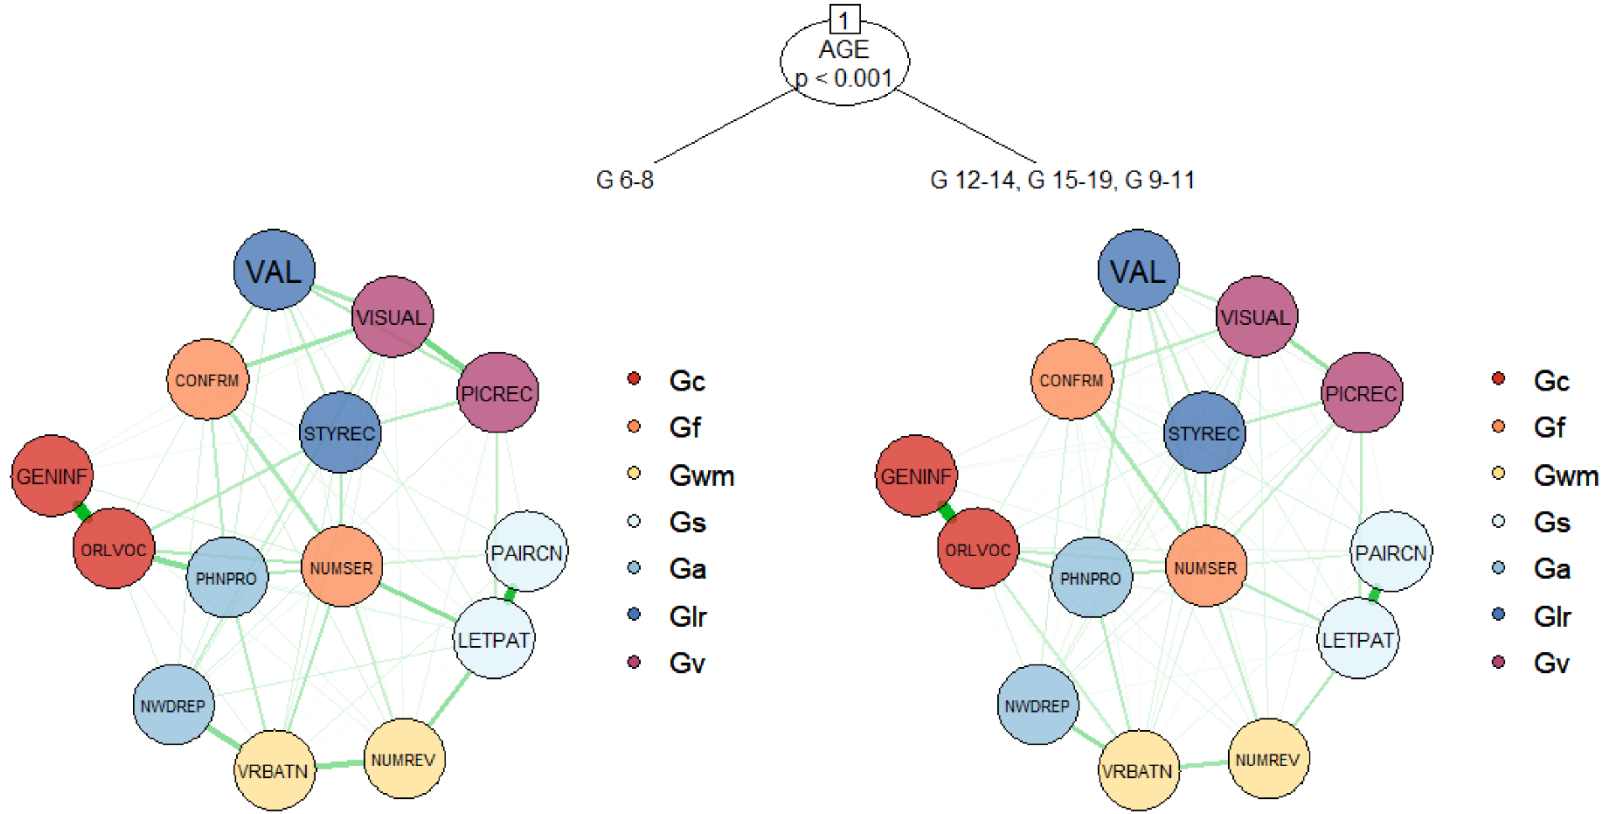 1
AGE
p < 0.001
G 6-8
G 12-14, G 15-19, G 9-11
VAL
VISUAL
CONFRM
PICREC
STYREC
GENINF
ORLVOC
PHNPRO
NUMSER
PAIRCN
LETPAT
NWDREP
VRBATN
NUMREV
Gc
Gf
Gwm
Gs
Ga
Glr
Gv
VAL
VISUAL
CONFRM
PICREC
STYREC
GENINF
ORLVOC
PHNPRO
NUMSER
PAIRCN
LETPAT
NWDREP
VRBATN
NUMREV
Gc
Gf
Gwm
Gs
Ga
Glr
Gv